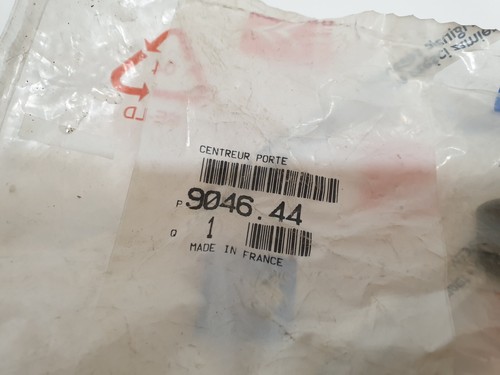 CENTREUR PORTE
P 9046.44
Q 1
MADE IN FRANCE